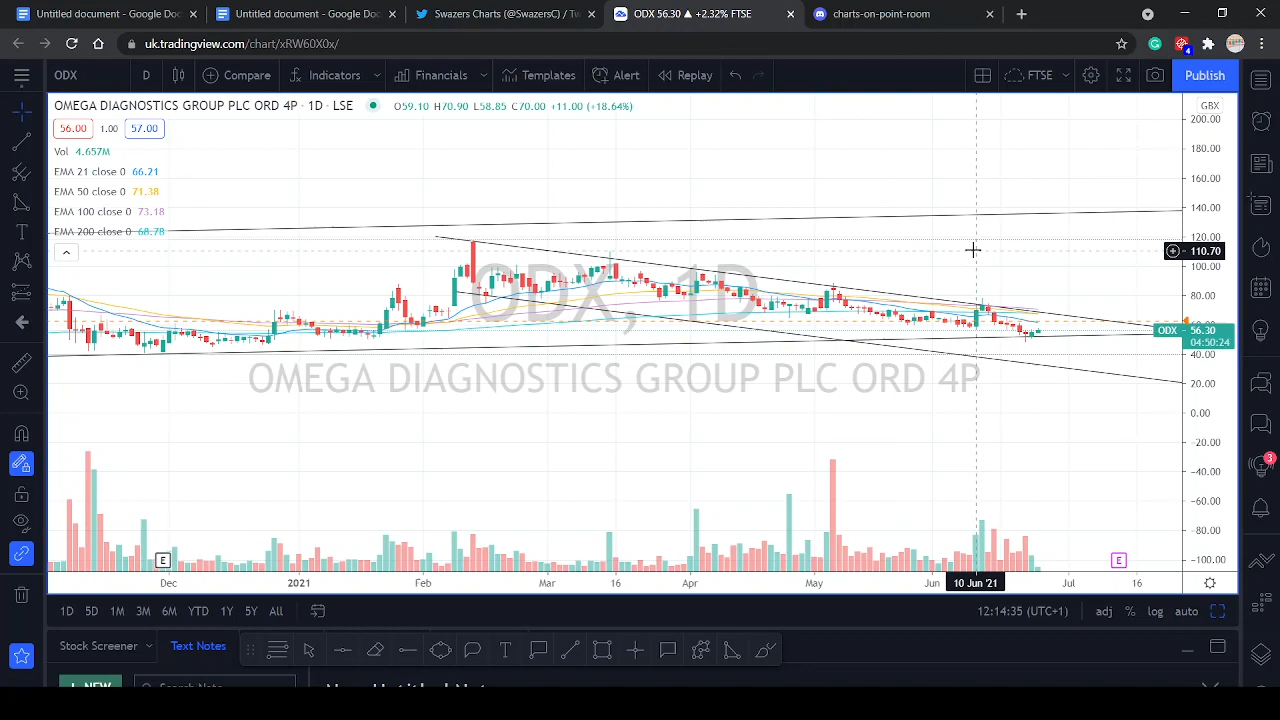 Untitled document - Google Doc
Untitled document - Google Doc
Swazers Charts (@SwazersC) / Tw
ODX 56.30 ▲ +2.33% FTSE
charts-on-point-room
uk.tradingview.com/chart/xRW60X0x/
4
ODX
D
Compare
Indicators
Financials
Templates
Alert
Replay
FTSE
Publish
OMEGA DIAGNOSTICS GROUP PLC ORD 4P · 1D · LSE
O59.10 H70.90 L58.85 C70.00 +11.00 (+18.64%)
GBX
56.00 1.00 57.00
Vol 4.657M
EMA 21 close 0 66.21
EMA 50 close 0 71.38
EMA 100 close 0 73.18
EMA 200 close 0 68.78
200.00
180.00
160.00
140.00
120.00
110.70
100.00
80.00
ODX 56.30
04:50:24
40.00
20.00
0.00
-20.00
-40.00
-60.00
-80.00
-100.00
ODX, 1D
OMEGA DIAGNOSTICS GROUP PLC ORD 4P
3
E
E
Dec
2021
Feb
Mar
16
Apr
May
Jun
10 Jun '21
Jul
16
1D 5D 1M 3M 6M YTD 1Y 5Y All
12:14:35 (UTC+1)
adj % log auto
Stock Screener
Text Notes